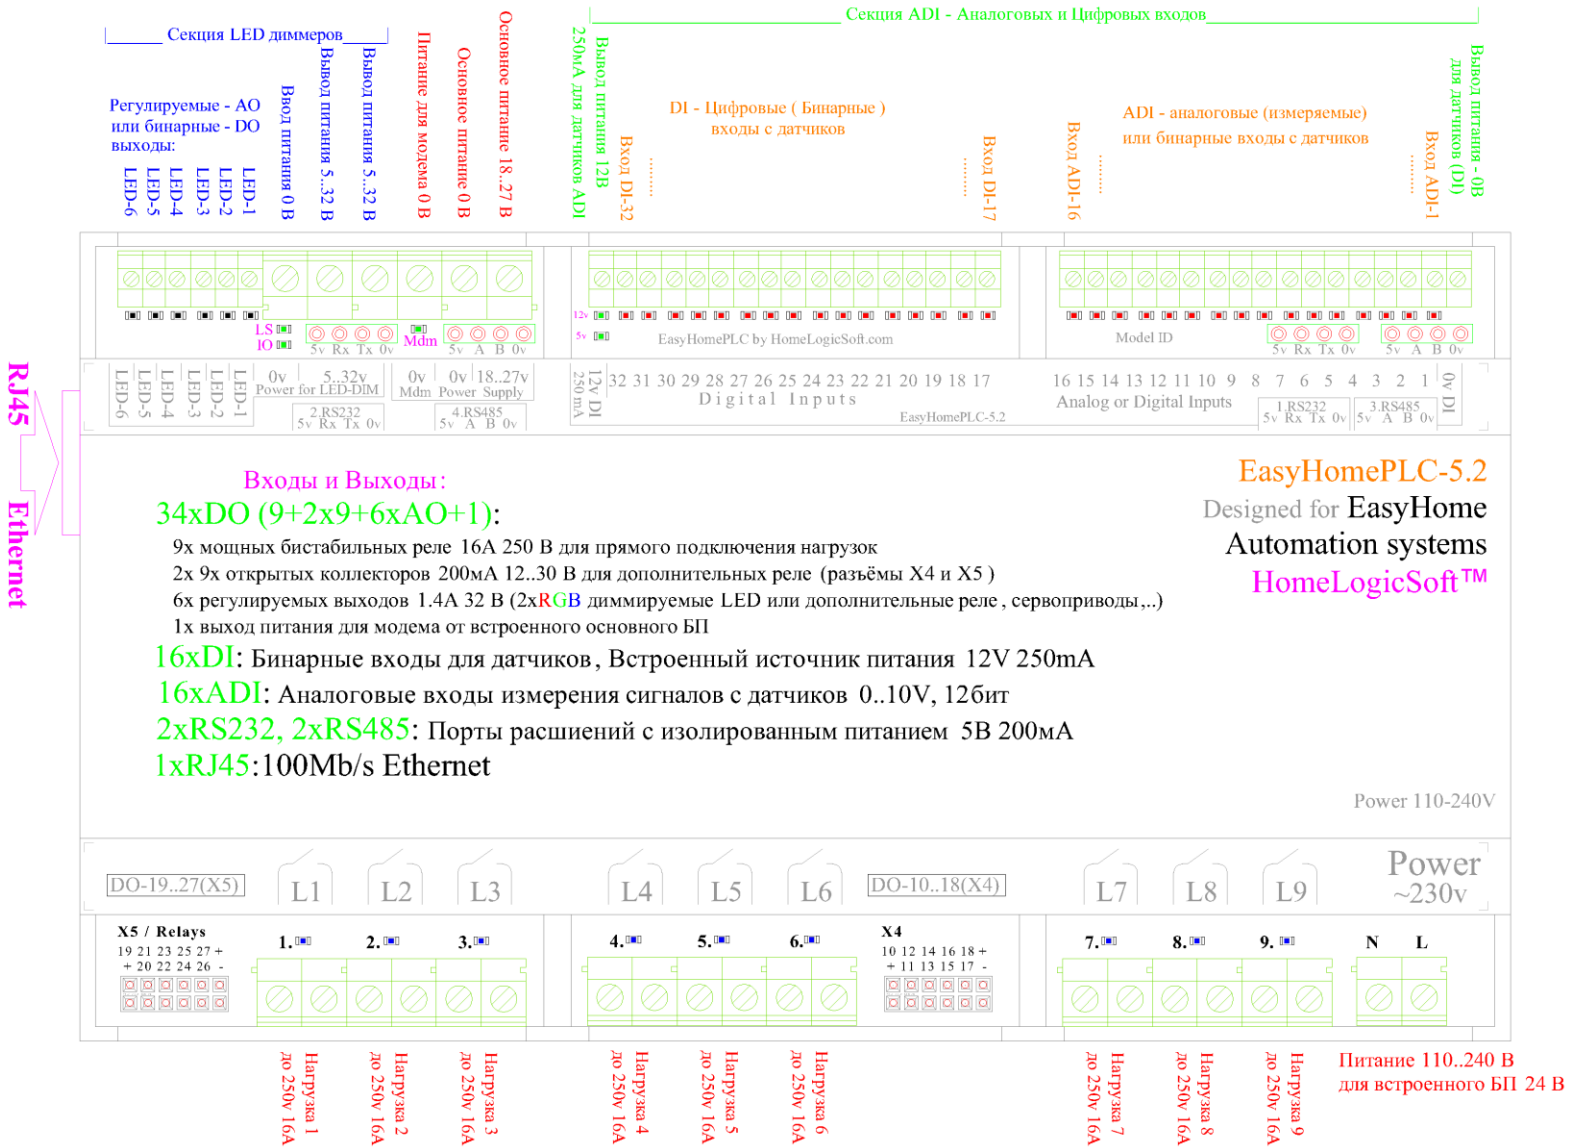 Секция ADI - Аналоговых и Цифровых входов
Секция LED диммеров
Регулируемые - AO
или бинарные - DO
выходы:
LED-6
LED-5
LED-4
LED-3
LED-2
LED-1
Ввод питания 0 В
Вывод питания 5..32 В
Вывод питания 5..32 В
Питание для модема 0 В
Основное питание 0 В
Основное питание 18..27 В
Вывод питания 12В
250мА для датчиков ADI
Вход DI-32
DI - Цифровые ( Бинарные )
входы с датчиков
Вход DI-17
Вход ADI-16
ADI - аналоговые (измеряемые)
или бинарные входы с датчиков
Вход ADI-1
Вывод питания - 0В
для датчиков (DI)
LS
IO
5v Rx Tx 0v
Mdm
5v A B 0v
12v
5v
EasyHomePLC by HomeLogicSoft.com
Model ID
5v Rx Tx 0v
5v A B 0v
LED-6
LED-5
LED-4
LED-3
LED-2
LED-1
0v 5..32v
Power for LED-DIM
2.RS232
5v Rx Tx 0v
0v 0v 18..27v
Mdm Power Supply
4.RS485
5v A B 0v
12v DI
250 mA
32 31 30 29 28 27 26 25 24 23 22 21 20 19 18 17
Digital Inputs
EasyHomePLC-5.2
16 15 14 13 12 11 10 9 8 7 6 5 4 3 2 1
Analog or Digital Inputs
1.RS232
5v Rx Tx 0v
3.RS485
5v A B 0v
0v DI
RJ45 Ethernet
Входы и Выходы:
34xDO (9+2x9+6xAO+1):
9x мощных бистабильных реле 16А 250 В для прямого подключения нагрузок
2x 9x открытых коллекторов 200мА 12..30 В для дополнительных реле (разъёмы X4 и X5 )
6x регулируемых выходов 1.4А 32 В (2xRGB диммируемые LED или дополнительные реле, сервоприводы,..)
1x выход питания для модема от встроенного основного БП
16xDI: Бинарные входы для датчиков, Встроенный источник питания 12V 250mA
16xADI: Аналоговые входы измерения сигналов с датчиков 0..10V, 12бит
2xRS232, 2xRS485: Порты расшиений с изолированным питанием 5В 200мА
1xRJ45:100Mb/s Ethernet
EasyHomePLC-5.2
Designed for EasyHome
Automation systems
HomeLogicSoft™
Power 110-240V
DO-19..27(X5)
L1
L2
L3
L4
L5
L6
DO-10..18(X4)
L7
L8
L9
Power
~230v
X5 / Relays
19 21 23 25 27 +
+ 20 22 24 26 -
1.
2.
3.
4.
5.
6.
X4
10 12 14 16 18 +
+ 11 13 15 17 -
7.
8.
9.
N L
Нагрузка 1
до 250v 16А
Нагрузка 2
до 250v 16А
Нагрузка 3
до 250v 16А
Нагрузка 4
до 250v 16А
Нагрузка 5
до 250v 16А
Нагрузка 6
до 250v 16А
Нагрузка 7
до 250v 16А
Нагрузка 8
до 250v 16А
Нагрузка 9
до 250v 16А
Питание 110..240 В
для встроенного БП 24 В